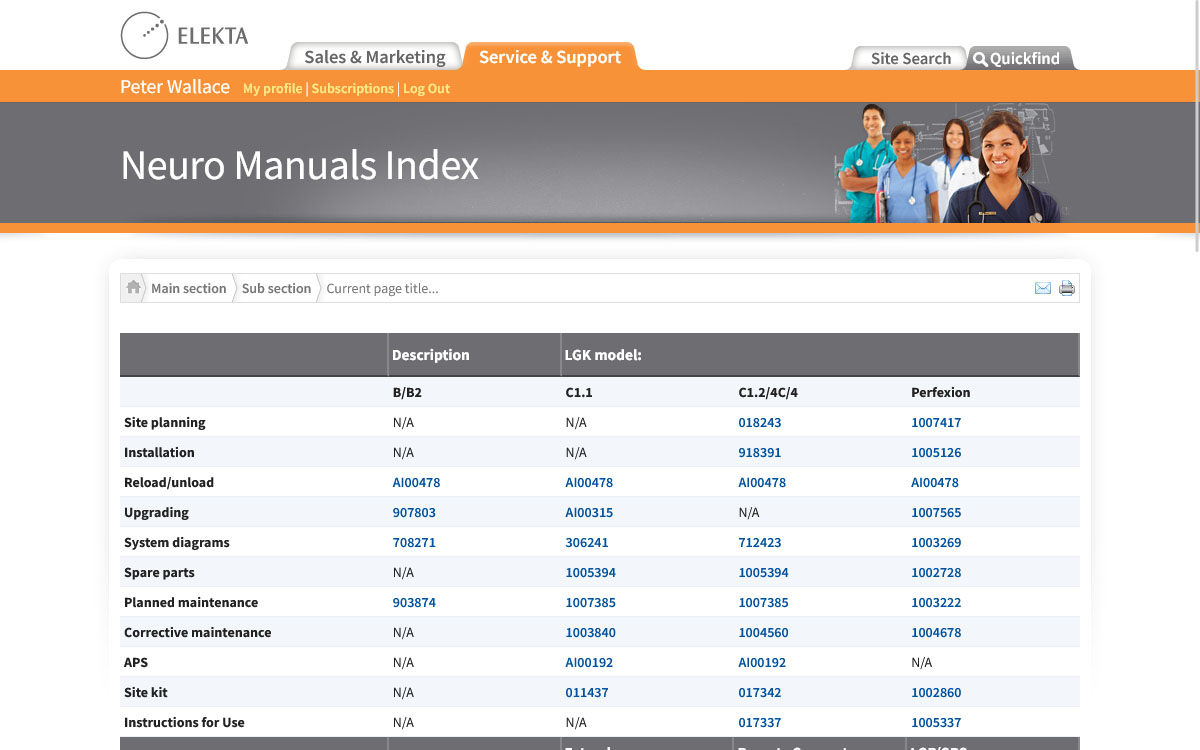 ELEKTA
Sales & Marketing
Service & Support
Site Search
Quickfind
Peter Wallace My profile | Subscriptions | Log Out
Neuro Manuals Index
Main section Sub section Current page title...
Description LGK model:
B/B2 C1.1 C1.2/4C/4 Perfexion
Site planning N/A N/A 018243 1007417
Installation N/A N/A 918391 1005126
Reload/unload AI00478 AI00478 AI00478 AI00478
Upgrading 907803 AI00315 N/A 1007565
System diagrams 708271 306241 712423 1003269
Spare parts N/A 1005394 1005394 1002728
Planned maintenance 903874 1007385 1007385 1003222
Corrective maintenance N/A 1003840 1004560 1004678
APS N/A AI00192 AI00192 N/A
Site kit N/A 011437 017342 1002860
Instructions for Use N/A N/A 017337 1005337